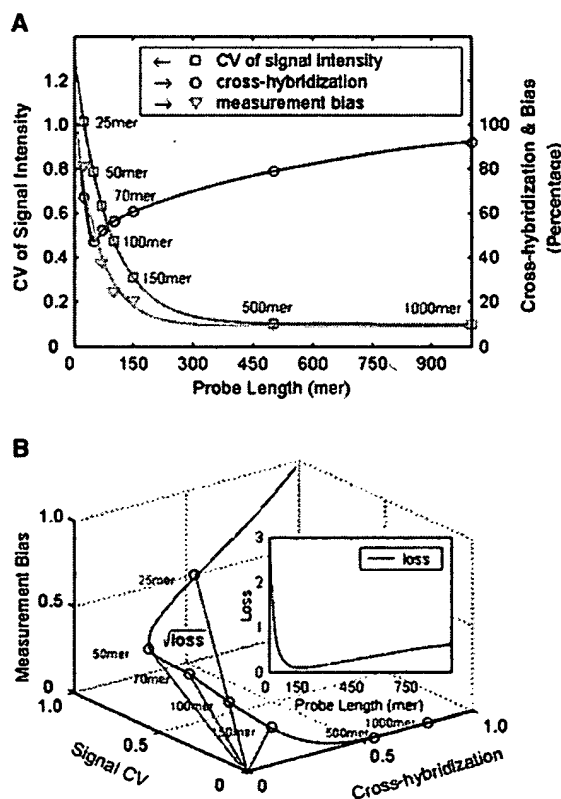 A
CV of signal intensity
cross-hybridization
measurement bias
1.2
1.0
0.8
0.6
0.4
0.2
0
CV of Signal Intensity
25mer
50mer
70mer
100mer
150mer
500mer
1000mer
100
80
60
40
20
10
0
Cross-hybridization & Bias
(Percentage)
0 150 300 450 600 750 900
Probe Length (mer)
B
1.0
0.5
0
Measurement Bias
25mer
50mer
70mer
100mer
150mer
500mer
1000mer
√loss
1.0
0.5
0
Signal CV
0
0.5
1.0
Cross-hybridization
3
2
1
0
Loss
loss
0 150 450 750
Probe Length (mer)